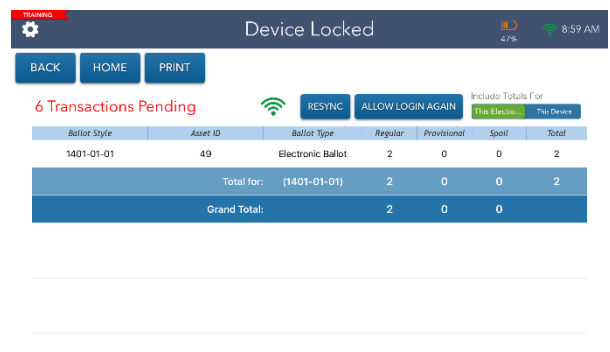 TRAINING
Device Locked
47%
8:59 AM
BACK HOME PRINT
6 Transactions Pending
RESYNC ALLOW LOGIN AGAIN
Include Totals For
This Electio... This Device
Ballot Style Asset ID Ballot Type Regular Provisional Spoil Total
1401-01-01 49 Electronic Ballot 2 0 0 2
Total for: (1401-01-01) 2 0 0 2
Grand Total: 2 0 0